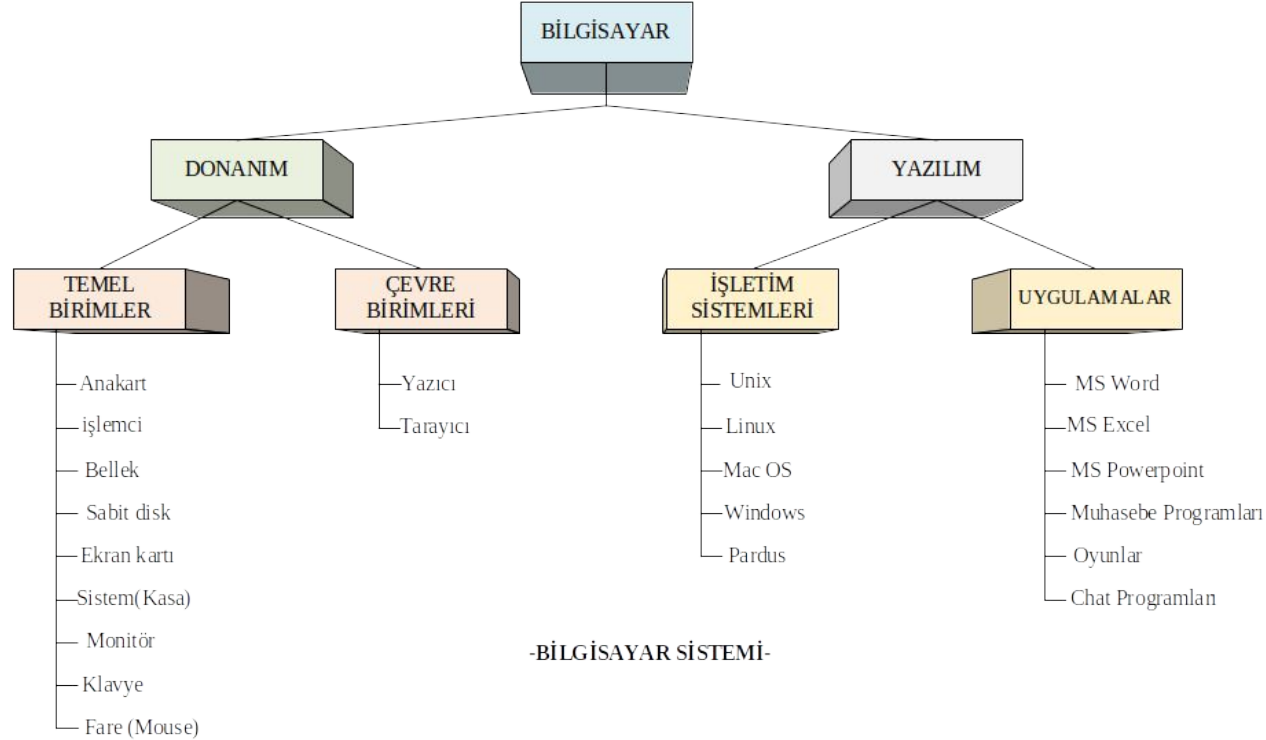 BİLGİSAYAR
DONANIM
YAZILIM
TEMEL
BİRİMLER
ÇEVRE
BİRİMLERİ
İŞLETİM
SİSTEMLERİ
UYGULAMALAR
Anakart
işlemci
Bellek
Sabit disk
Ekran kartı
Sistem(Kasa)
Monitör
Klavye
Fare (Mouse)
Yazıcı
Tarayıcı
Unix
Linux
Mac OS
Windows
Pardus
MS Word
MS Excel
MS Powerpoint
Muhasebe Programları
Oyunlar
Chat Programları
-BİLGİSAYAR SİSTEMİ-